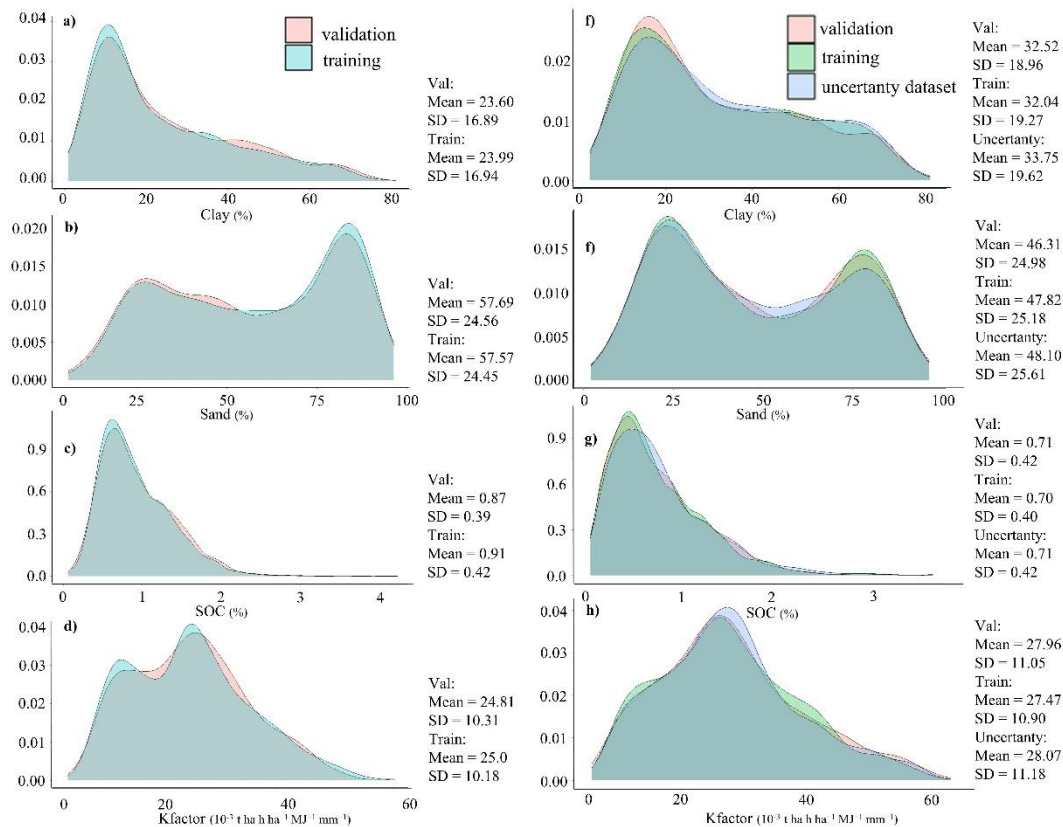 a)
validation
training
0.04
0.03
0.02
0.01
0.00
0
20
40
60
80
Clay (%)
Val:
Mean = 23.60
SD = 16.89
Train:
Mean = 23.99
SD = 16.94
b)
0.020
0.015
0.010
0.005
0.000
0
25
50
75
100
Sand (%)
Val:
Mean = 57.69
SD = 24.56
Train:
Mean = 57.57
SD = 24.45
c)
0.9
0.6
0.3
0.0
0
1
2
3
4
SOC (%)
Val:
Mean = 0.87
SD = 0.39
Train:
Mean = 0.91
SD = 0.42
d)
0.04
0.03
0.02
0.01
0.00
0
20
40
60
Kfactor (10⁻³ t ha h ha⁻¹ MJ⁻¹ mm⁻¹)
Val:
Mean = 24.81
SD = 10.31
Train:
Mean = 25.0
SD = 10.18
f)
validation
training
uncertanty dataset
0.02
0.01
0.00
0
20
40
60
80
Clay (%)
Val:
Mean = 32.52
SD = 18.96
Train:
Mean = 32.04
SD = 19.27
Uncertanty:
Mean = 33.75
SD = 19.62
f)
0.015
0.010
0.005
0.000
0
25
50
75
100
Sand (%)
Val:
Mean = 46.31
SD = 24.98
Train:
Mean = 47.82
SD = 25.18
Uncertanty:
Mean = 48.10
SD = 25.61
g)
0.9
0.6
0.3
0.0
0
1
2
3
SOC (%)
Val:
Mean = 0.71
SD = 0.42
Train:
Mean = 0.70
SD = 0.40
Uncertanty:
Mean = 0.71
SD = 0.42
h)
0.04
0.03
0.02
0.01
0.00
0
20
40
60
Kfactor (10⁻³ t ha h ha⁻¹ MJ⁻¹ mm⁻¹)
Val:
Mean = 27.96
SD = 11.05
Train:
Mean = 27.47
SD = 10.90
Uncertanty:
Mean = 28.07
SD = 11.18